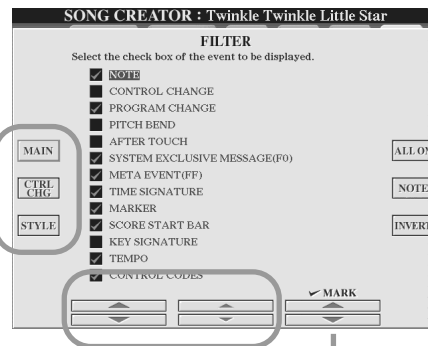 SONG CREATOR : Twinkle Twinkle Little Star
FILTER
Select the check box of the event to be displayed.
NOTE
CONTROL CHANGE
PROGRAM CHANGE
PITCH BEND
AFTER TOUCH
SYSTEM EXCLUSIVE MESSAGE(F0)
META EVENT(FF)
TIME SIGNATURE
MARKER
SCORE START BAR
KEY SIGNATURE
TEMPO
CONTROL CODES
MAIN
CTRL
CHG
STYLE
ALL ON
NOTE
INVERT
MARK